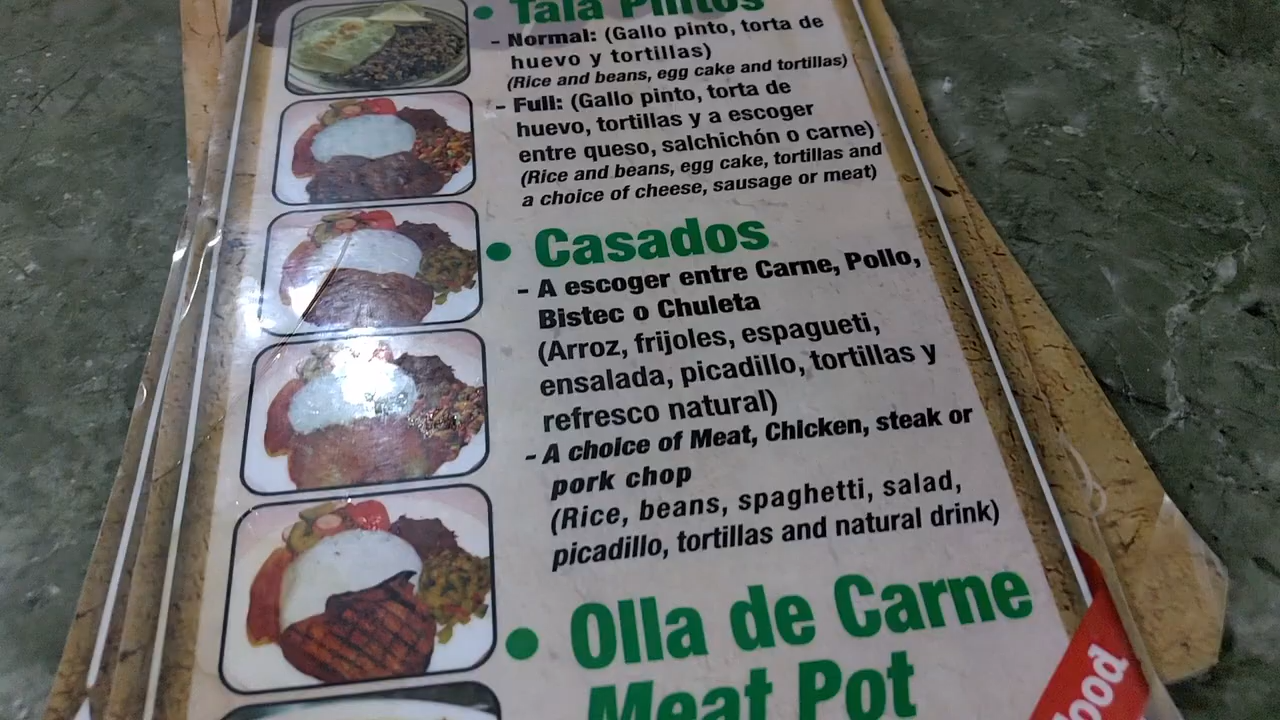 • Tala Pintos
- Normal: (Gallo pinto, torta de
huevo y tortillas)
(Rice and beans, egg cake and tortillas)
- Full: (Gallo pinto, torta de
huevo, tortillas y a escoger
entre queso, salchichón o carne)
(Rice and beans, egg cake, tortillas and
a choice of cheese, sausage or meat)
• Casados
- A escoger entre Carne, Pollo,
Bistec o Chuleta
(Arroz, frijoles, espagueti,
ensalada, picadillo, tortillas y
refresco natural)
- A choice of Meat, Chicken, steak or
pork chop
(Rice, beans, spaghetti, salad,
picadillo, tortillas and natural drink)
• Olla de Carne
Meat Pot